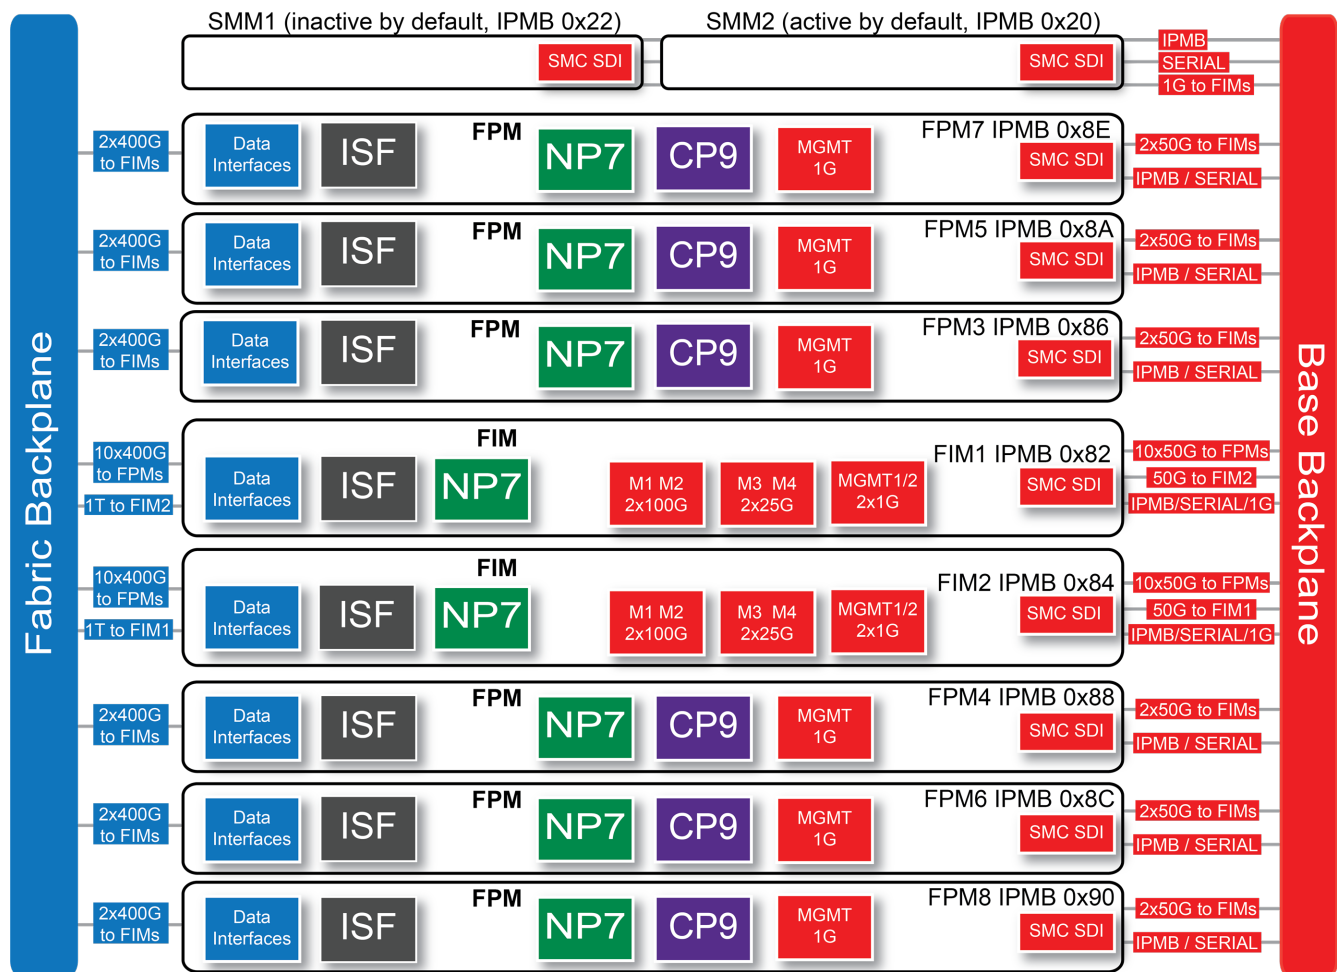 SMM1 (inactive by default, IPMB 0x22)
SMM2 (active by default, IPMB 0x20)
SMC SDI
SMC SDI
IPMB
SERIAL
1G to FIMs
Fabric Backplane
Base Backplane
2x400G
to FIMs
Data
Interfaces
ISF
FPM
NP7
CP9
MGMT
1G
FPM7 IPMB 0x8E
SMC SDI
2x50G to FIMs
IPMB / SERIAL
2x400G
to FIMs
Data
Interfaces
ISF
FPM
NP7
CP9
MGMT
1G
FPM5 IPMB 0x8A
SMC SDI
2x50G to FIMs
IPMB / SERIAL
2x400G
to FIMs
Data
Interfaces
ISF
FPM
NP7
CP9
MGMT
1G
FPM3 IPMB 0x86
SMC SDI
2x50G to FIMs
IPMB / SERIAL
10x400G
to FPMs
1T to FIM2
Data
Interfaces
ISF
FIM
NP7
M1 M2
2x100G
M3 M4
2x25G
MGMT1/2
2x1G
FIM1 IPMB 0x82
SMC SDI
10x50G to FPMs
50G to FIM2
IPMB/SERIAL/1G
10x400G
to FPMs
1T to FIM1
Data
Interfaces
ISF
FIM
NP7
M1 M2
2x100G
M3 M4
2x25G
MGMT1/2
2x1G
FIM2 IPMB 0x84
SMC SDI
10x50G to FPMs
50G to FIM1
IPMB/SERIAL/1G
2x400G
to FIMs
Data
Interfaces
ISF
FPM
NP7
CP9
MGMT
1G
FPM4 IPMB 0x88
SMC SDI
2x50G to FIMs
IPMB / SERIAL
2x400G
to FIMs
Data
Interfaces
ISF
FPM
NP7
CP9
MGMT
1G
FPM6 IPMB 0x8C
SMC SDI
2x50G to FIMs
IPMB / SERIAL
2x400G
to FIMs
Data
Interfaces
ISF
FPM
NP7
CP9
MGMT
1G
FPM8 IPMB 0x90
SMC SDI
2x50G to FIMs
IPMB / SERIAL